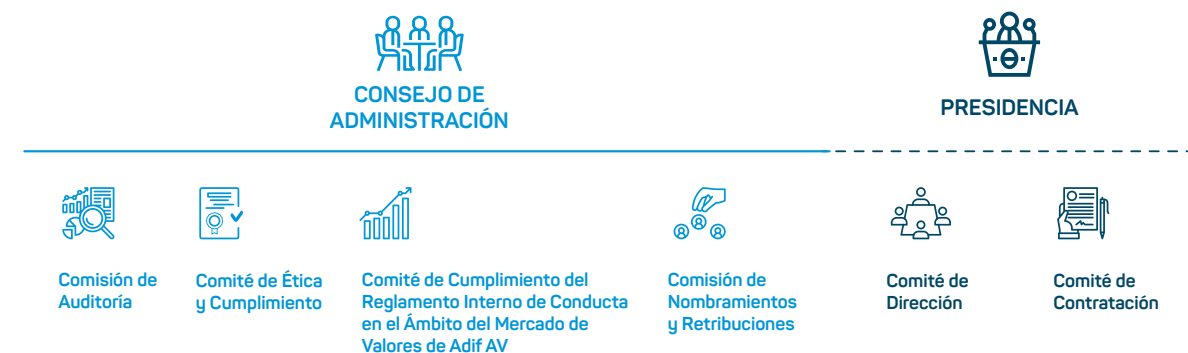 CONSEJO DE
ADMINISTRACIÓN
PRESIDENCIA
Comisión de
Auditoría
Comité de Ética
y Cumplimiento
Comité de Cumplimiento del
Reglamento Interno de Conducta
en el Ámbito del Mercado de
Valores de Adif AV
Comisión de
Nombramientos
y Retribuciones
Comité de
Dirección
Comité de
Contratación